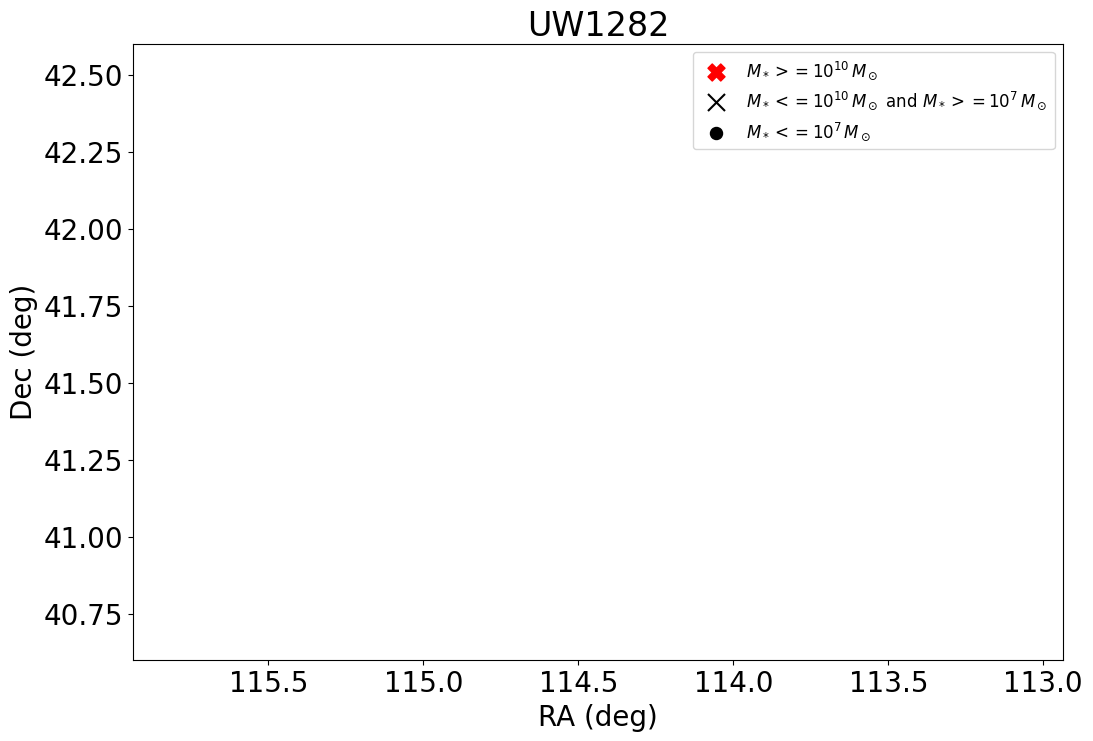 UW1282
M* >= 10^10 M⊙
M* <= 10^10 M⊙ and M* >= 10^7 M⊙
M* <= 10^7 M⊙
42.50
42.25
42.00
41.75
41.50
41.25
41.00
40.75
Dec (deg)
115.5 115.0 114.5 114.0 113.5 113.0
RA (deg)